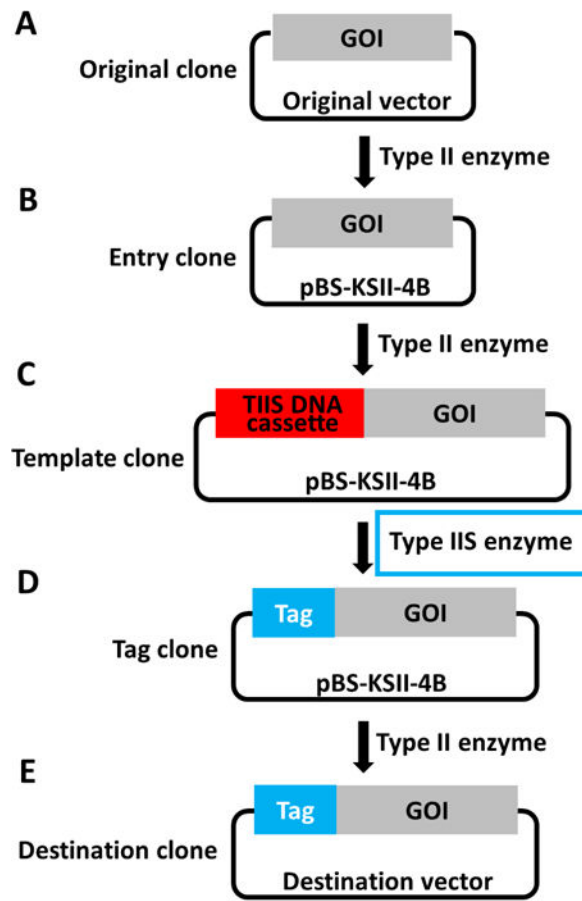 A
GOI
Original clone
Original vector
Type II enzyme
B
GOI
Entry clone
pBS-KSII-4B
Type II enzyme
C
TIIS DNA
cassette
GOI
Template clone
pBS-KSII-4B
Type IIS enzyme
D
Tag
GOI
Tag clone
pBS-KSII-4B
Type II enzyme
E
Tag
GOI
Destination clone
Destination vector